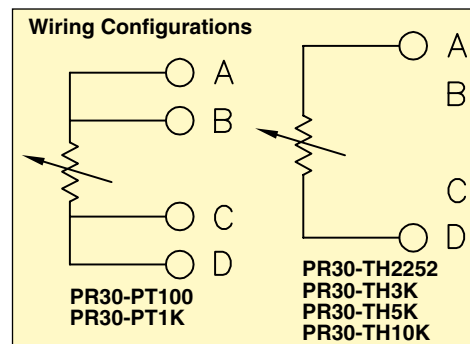 Wiring Configurations
A
B
C
D
PR30-PT100
PR30-PT1K
A
B
C
D
PR30-TH2252
PR30-TH3K
PR30-TH5K
PR30-TH10K